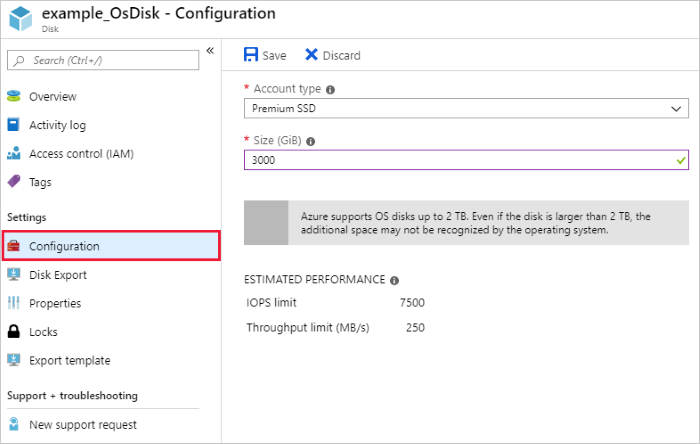 example_OsDisk - Configuration
Disk
«
Search (Ctrl+/)
Overview
Activity log
Access control (IAM)
Tags
Settings
Configuration
Disk Export
Properties
Locks
Export template
Support + troubleshooting
New support request
Save Discard
* Account type
Premium SSD
* Size (GiB)
3000
Azure supports OS disks up to 2 TB. Even if the disk is larger than 2 TB, the
additional space may not be recognized by the operating system.
ESTIMATED PERFORMANCE
IOPS limit 7500
Throughput limit (MB/s) 250